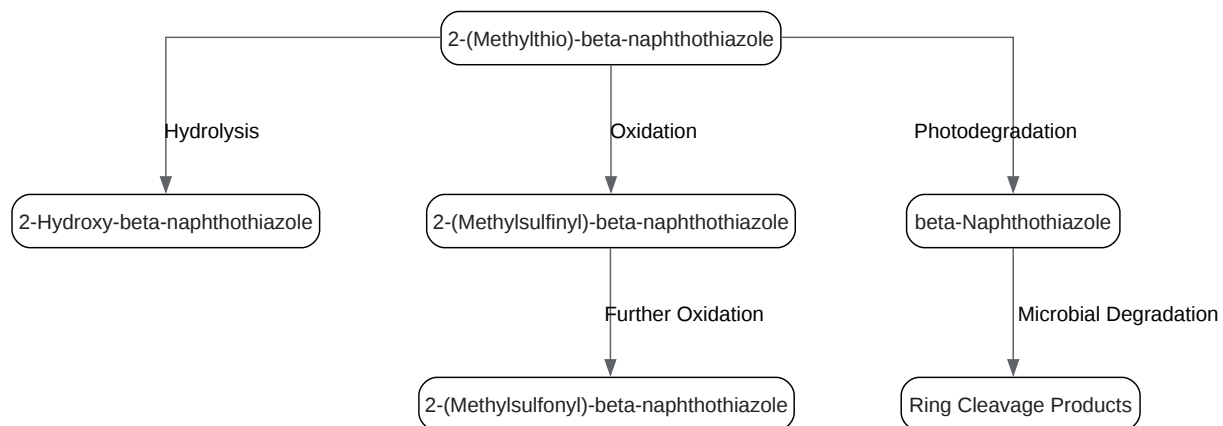 2-(Methylthio)-beta-naphthothiazole
Hydrolysis
Oxidation
Photodegradation
2-Hydroxy-beta-naphthothiazole
2-(Methylsulfinyl)-beta-naphthothiazole
beta-Naphthothiazole
Further Oxidation
Microbial Degradation
2-(Methylsulfonyl)-beta-naphthothiazole
Ring Cleavage Products